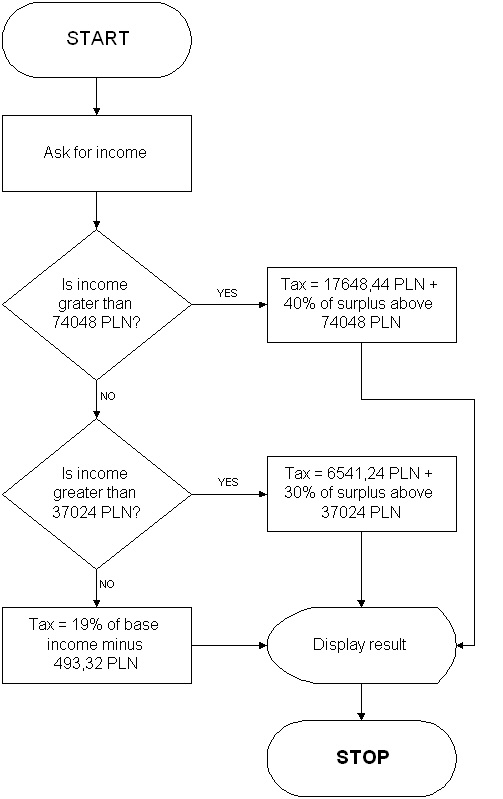 START
Ask for income
Is income
grater than
74048 PLN?
YES
Tax = 17648,44 PLN +
40% of surplus above
74048 PLN
NO
Is income
greater than
37024 PLN?
YES
Tax = 6541,24 PLN +
30% of surplus above
37024 PLN
NO
Tax = 19% of base
income minus
493,32 PLN
Display result
STOP